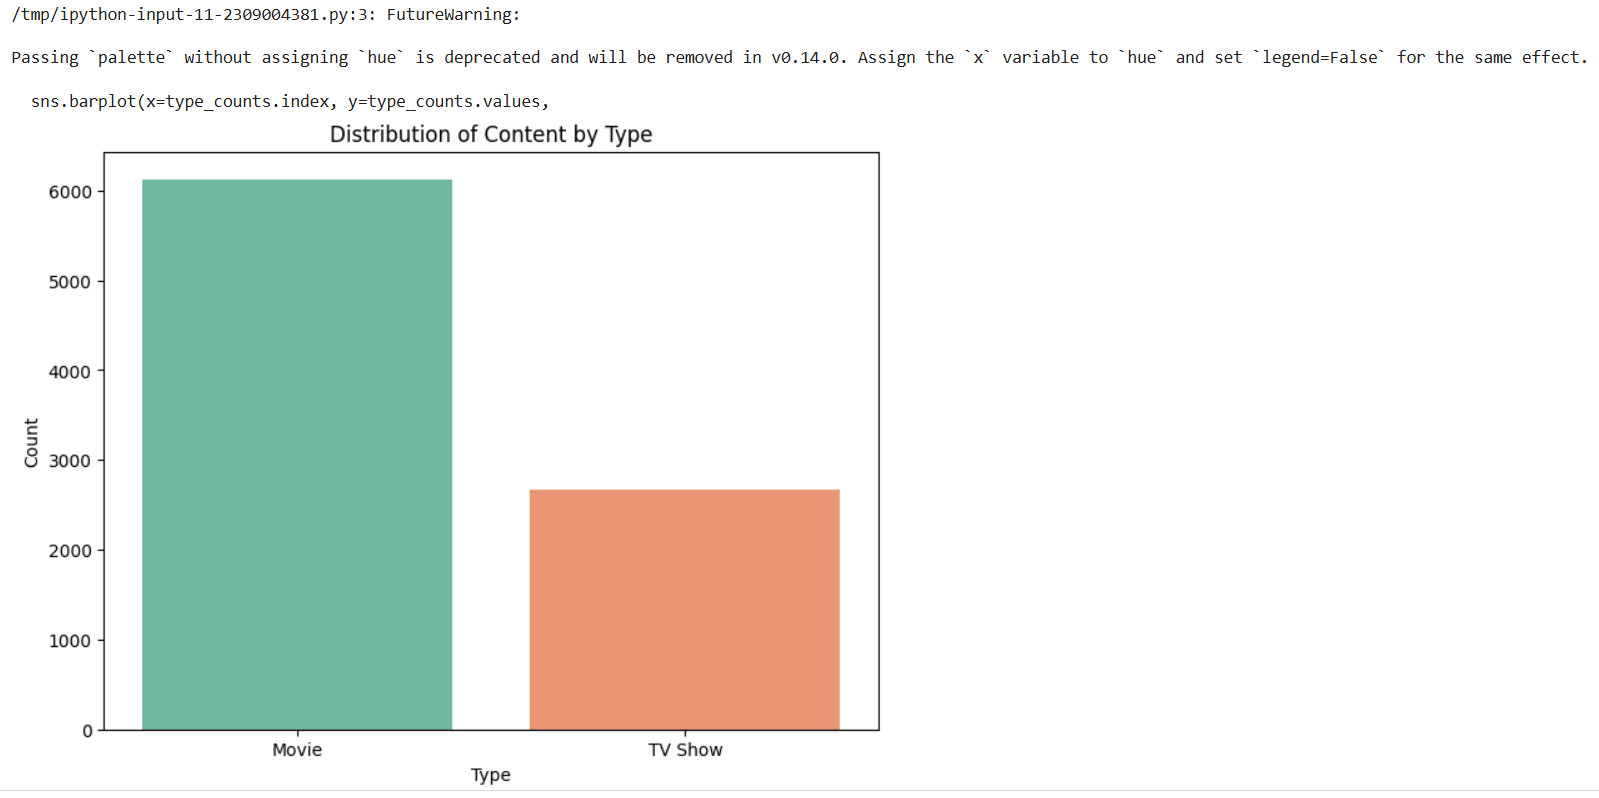 /tmp/ipython-input-11-2309004381.py:3: FutureWarning:
Passing `palette` without assigning `hue` is deprecated and will be removed in v0.14.0. Assign the `x` variable to `hue` and set `legend=False` for the same effect.
sns.barplot(x=type_counts.index, y=type_counts.values,
Distribution of Content by Type
6000
5000
4000
3000
2000
1000
0
Count
Movie
TV Show
Type